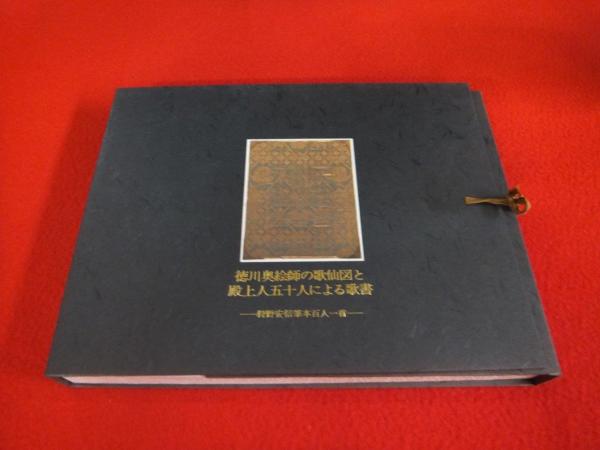 徳川奥絵師の歌仙図と
殿上人五十人による歌書
——狩野安信筆本百人一首——